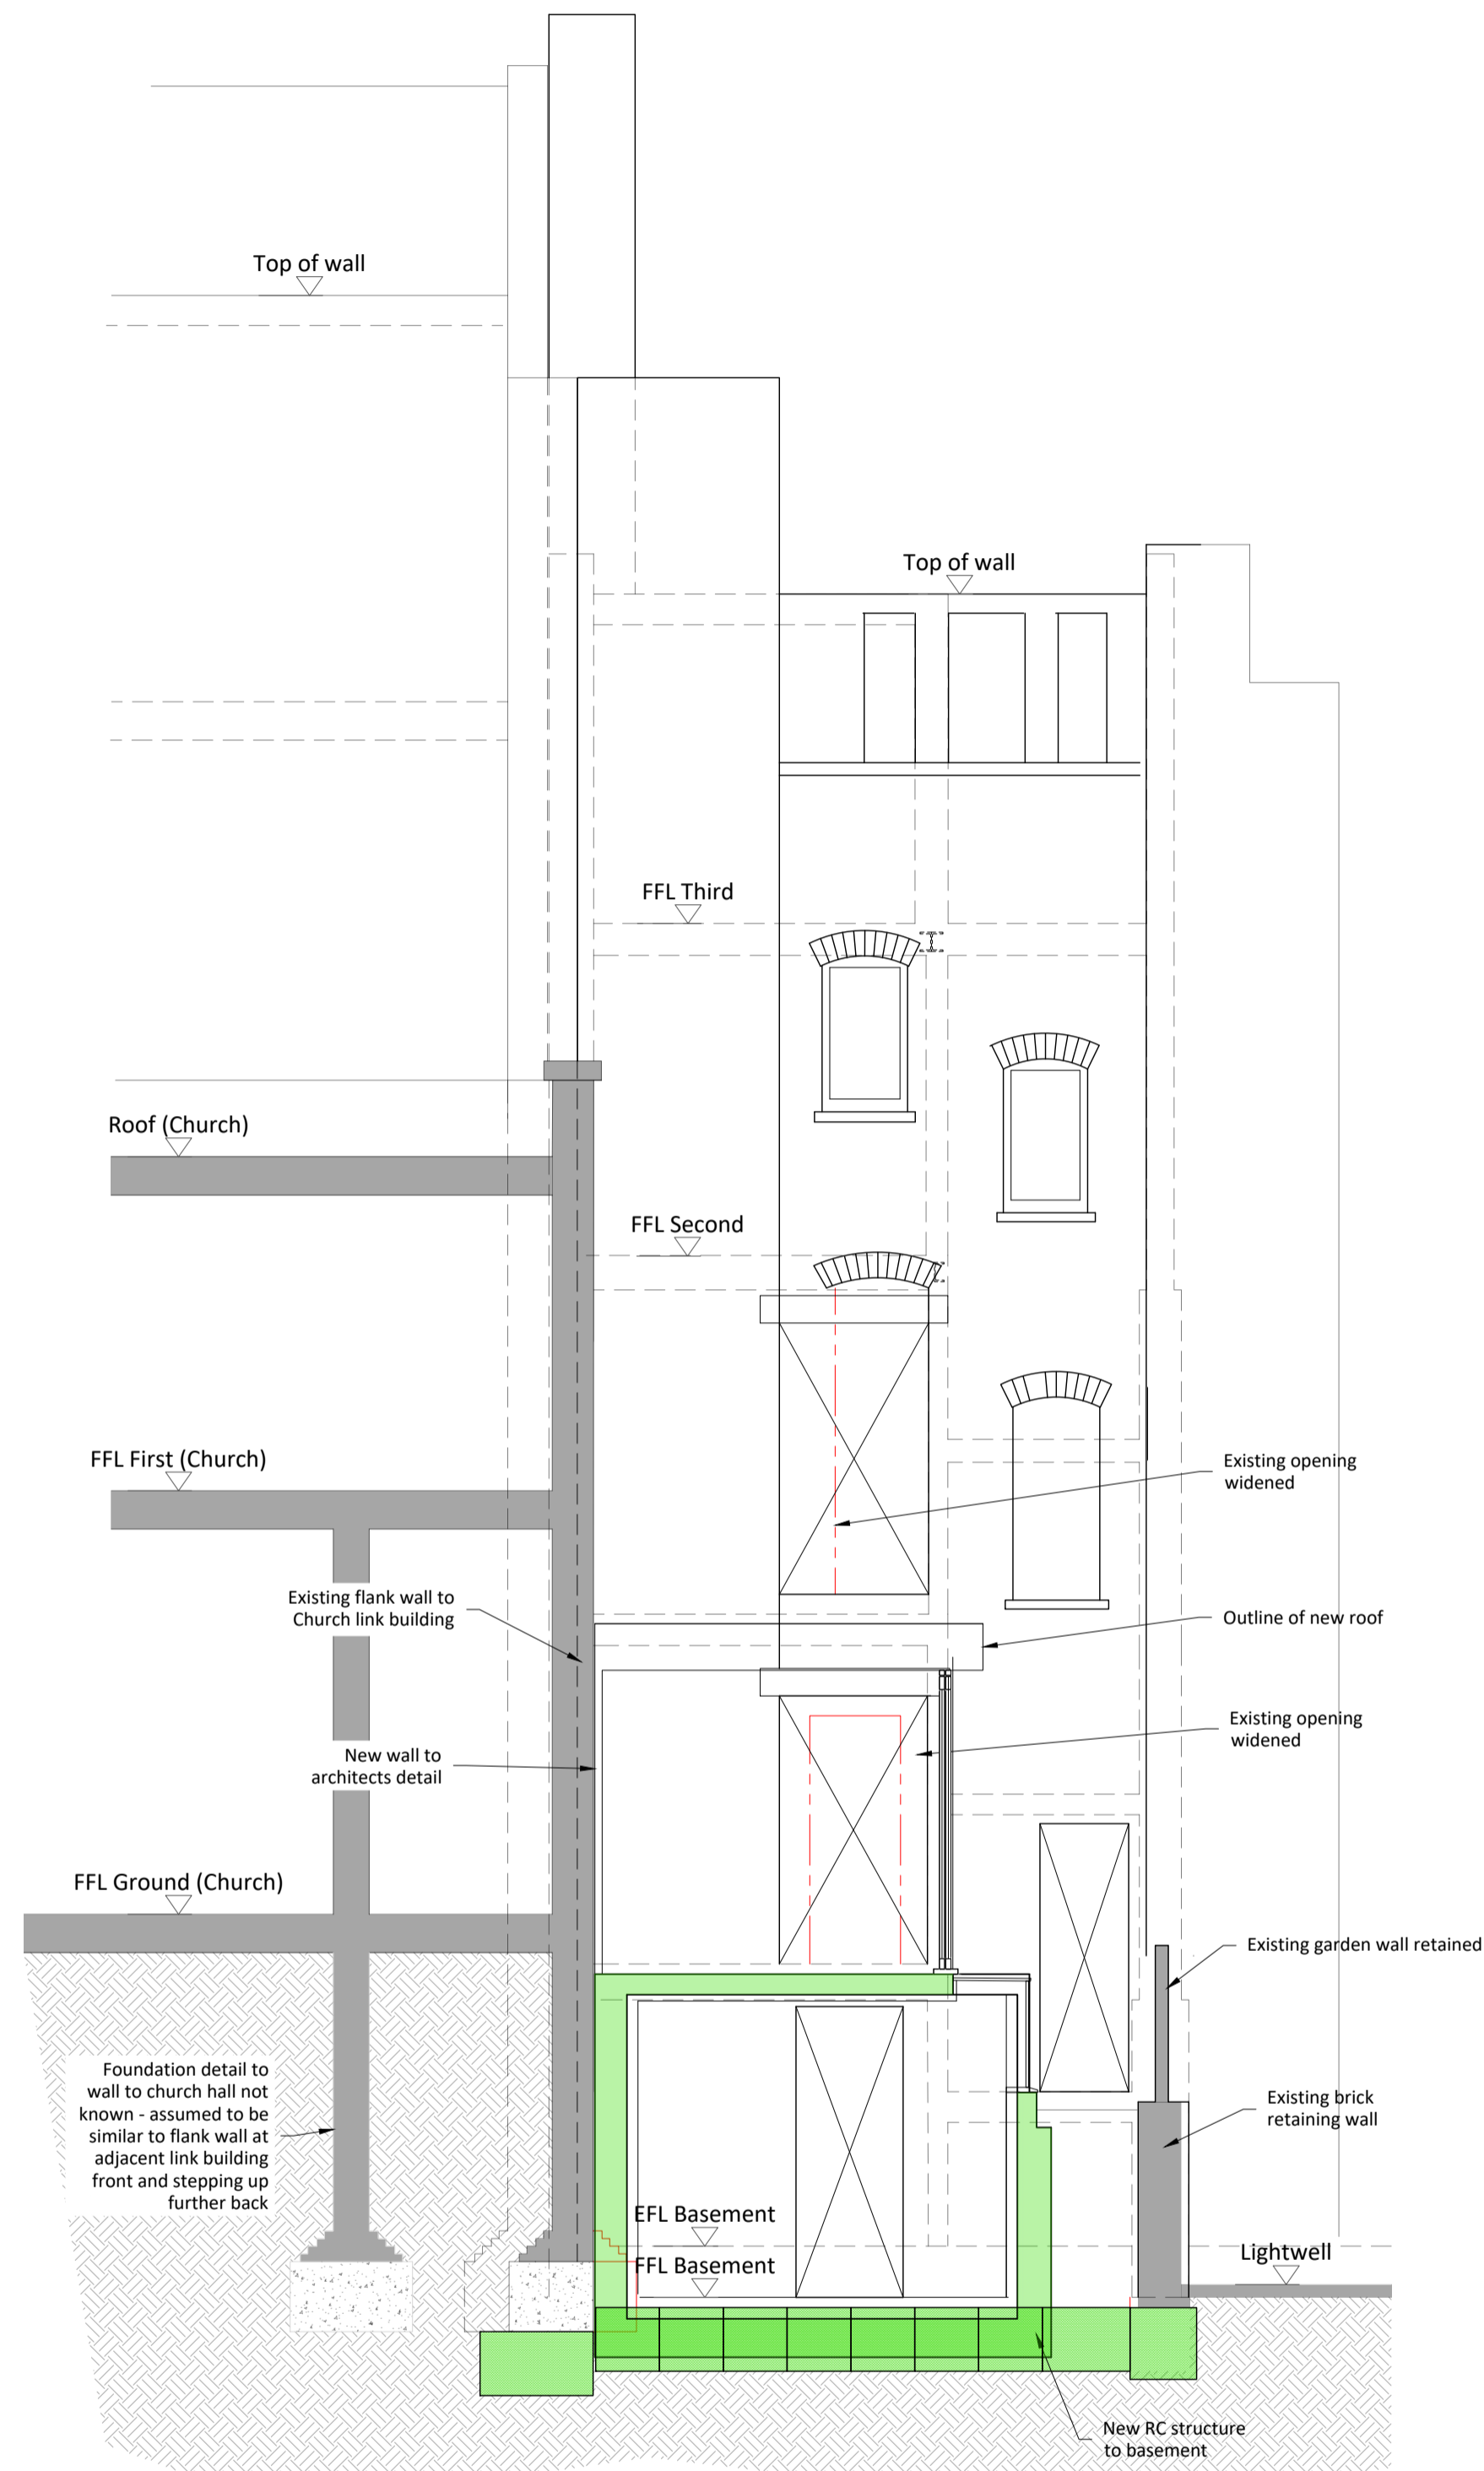 Top of wall
Top of wall
FFL Third
Roof (Church)
FFL Second
FFL First (Church)
Existing opening
widened
Existing flank wall to
Church link building
Outline of new roof
Existing opening
widened
New wall to
architects detail
FFL Ground (Church)
Existing garden wall retained
Foundation detail to
wall to church hall not
known - assumed to be
similar to flank wall at
adjacent link building
front and stepping up
further back
Existing brick
retaining wall
EFL Basement
FFL Basement
Lightwell
New RC structure
to basement